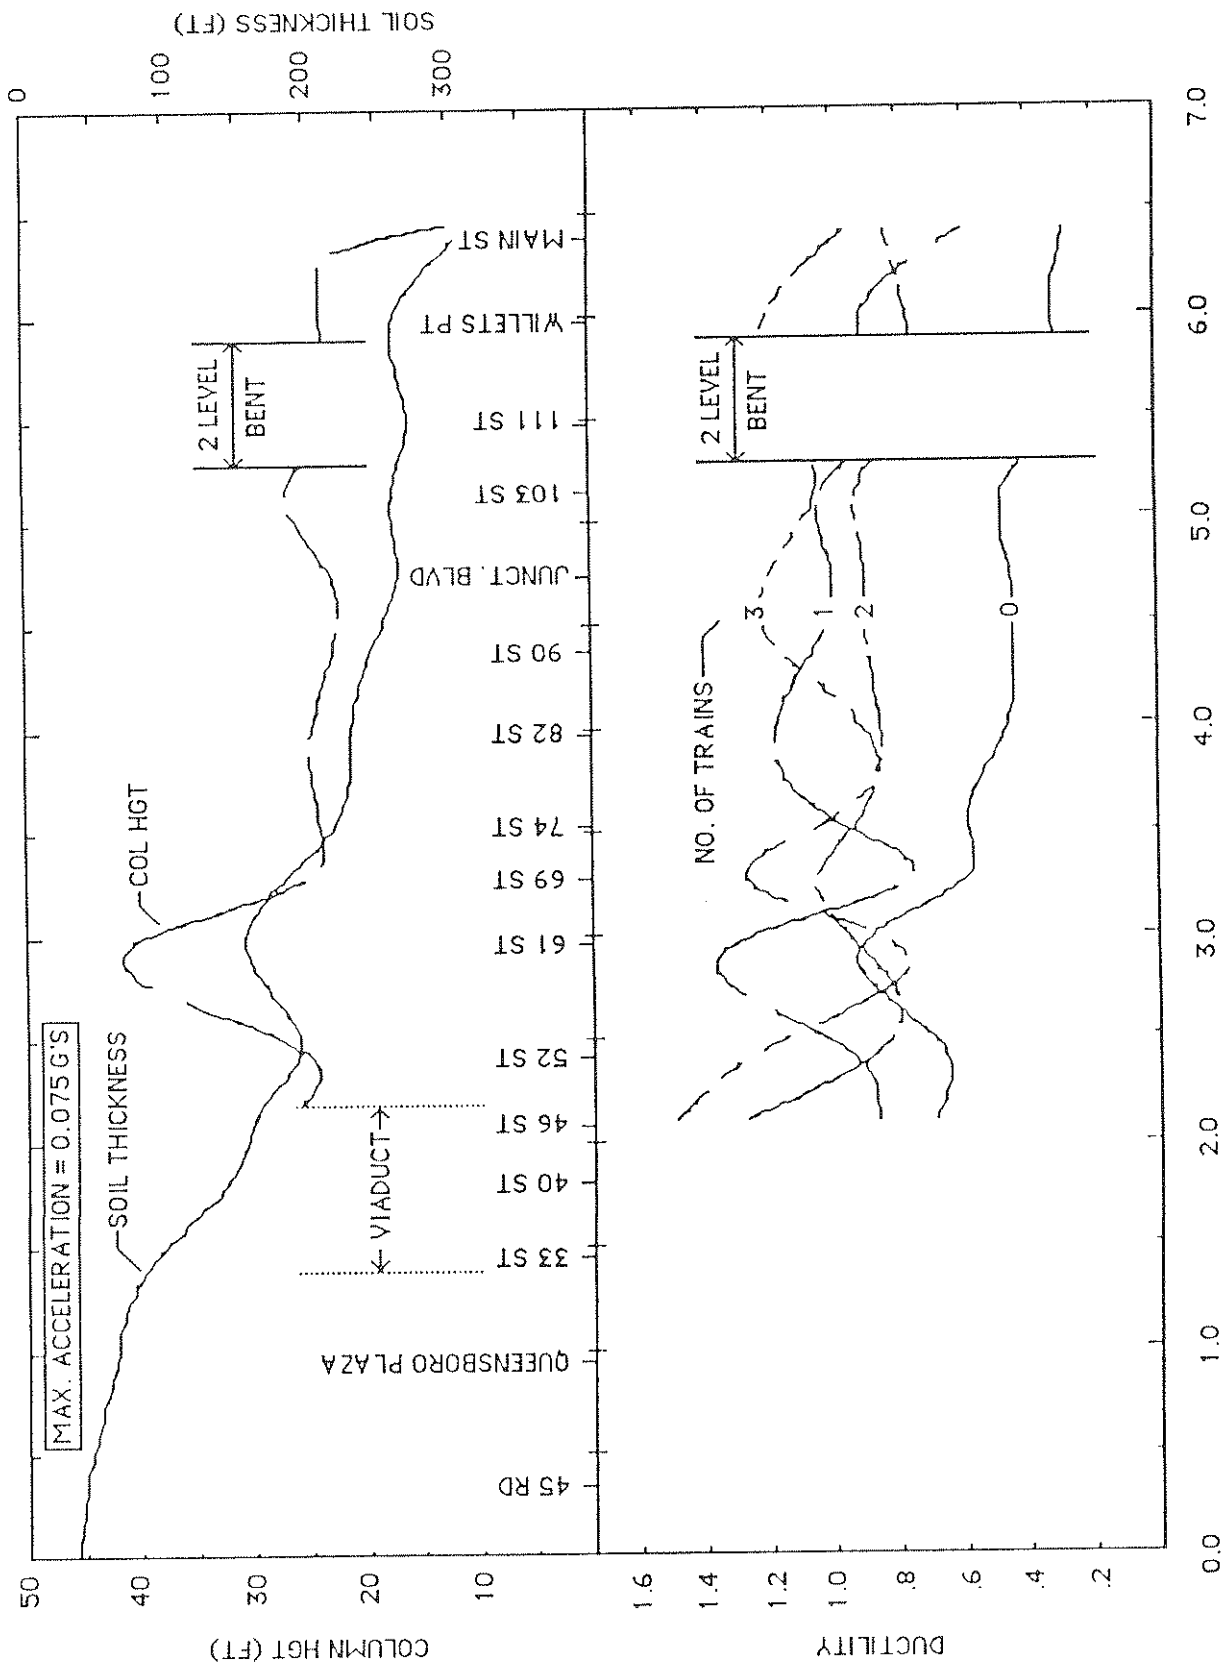 MAX. ACCELERATION = 0.075 G'S
SOIL THICKNESS
COL HGT
2 LEVEL
BENT
VIADUCT
COLUMN HGT (FT)
50
40
30
20
10
SOIL THICKNESS (FT)
0
100
200
300
45 RD
QUEENSBORO PLAZA
33 ST
40 ST
46 ST
52 ST
61 ST
69 ST
74 ST
82 ST
90 ST
JUNCT. BLVD
103 ST
111 ST
WILLETS PT
MAIN ST
DUCTILITY
1.6
1.4
1.2
1.0
.8
.6
.4
.2
NO. OF TRAINS
3
1
2
0
2 LEVEL
BENT
0.0
1.0
2.0
3.0
4.0
5.0
6.0
7.0